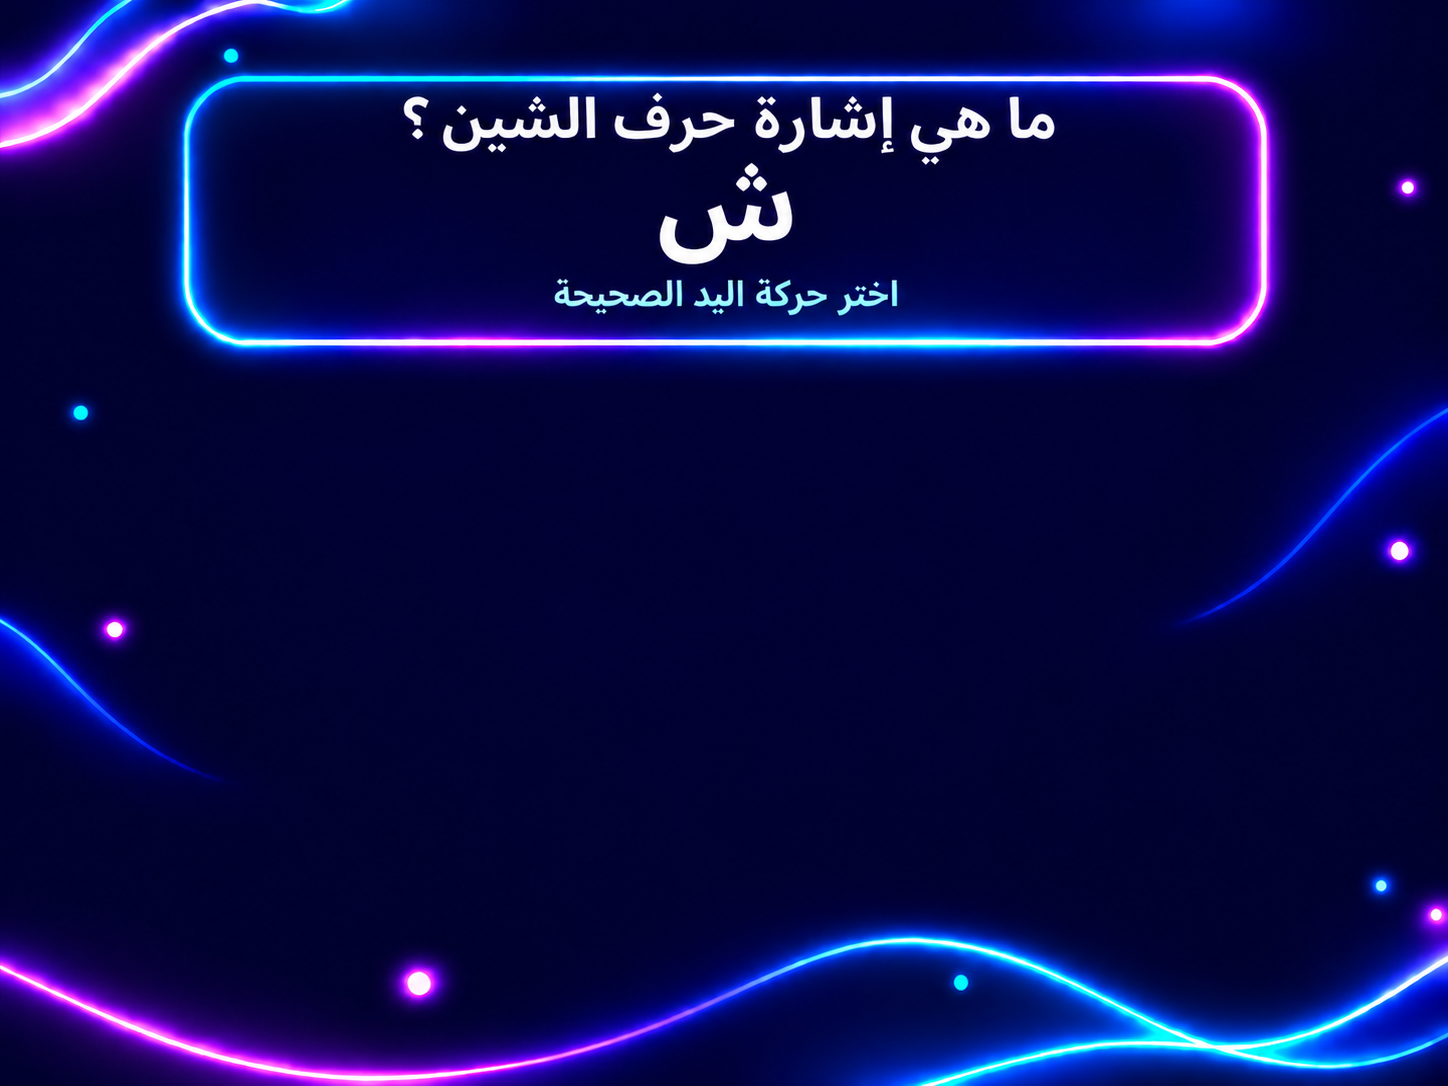 ما هي إشارة حرف الشين ؟
ش
اختر حركة اليد الصحيحة